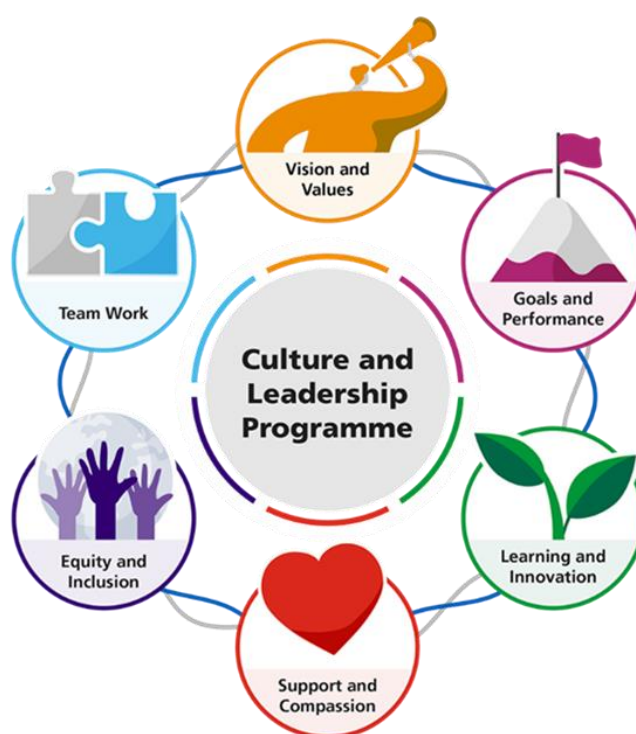 Vision and
Values
Team Work
Goals and
Performance
Culture and
Leadership
Programme
Equity and
Inclusion
Learning and
Innovation
Support and
Compassion